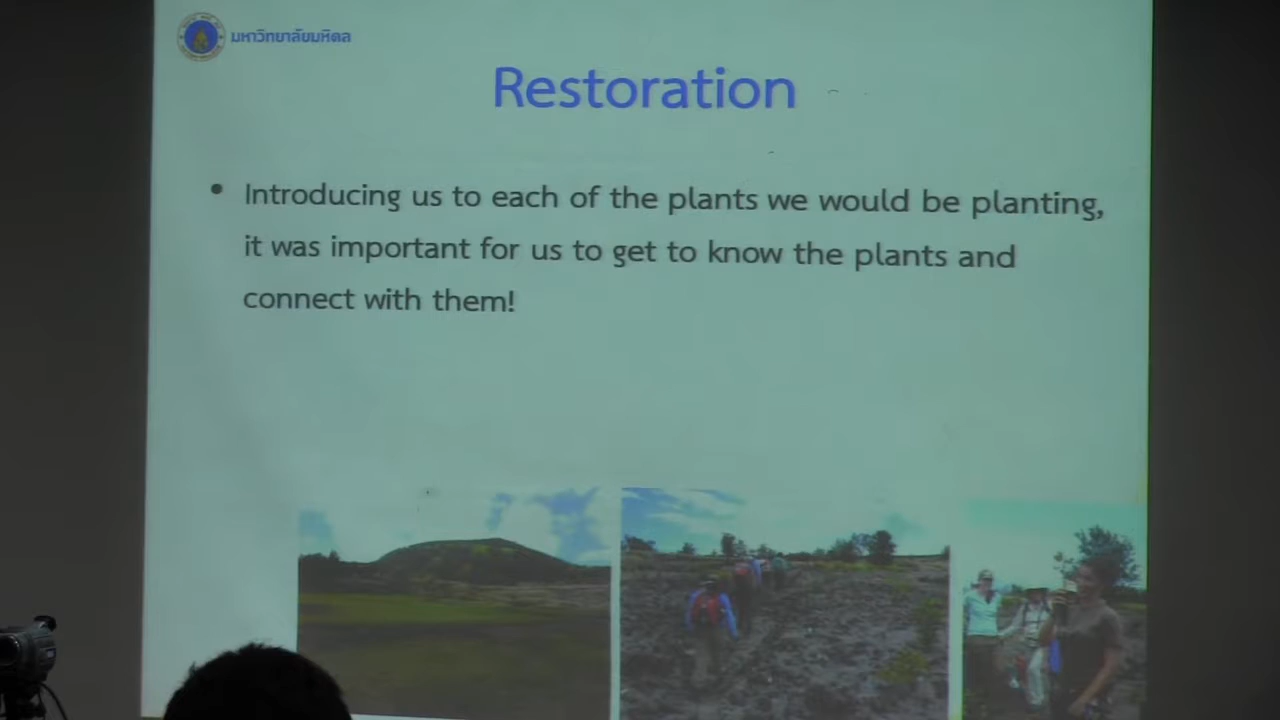 มหาวิทยาลัยมหิดล
Restoration
• Introducing us to each of the plants we would be planting,
it was important for us to get to know the plants and
connect with them!